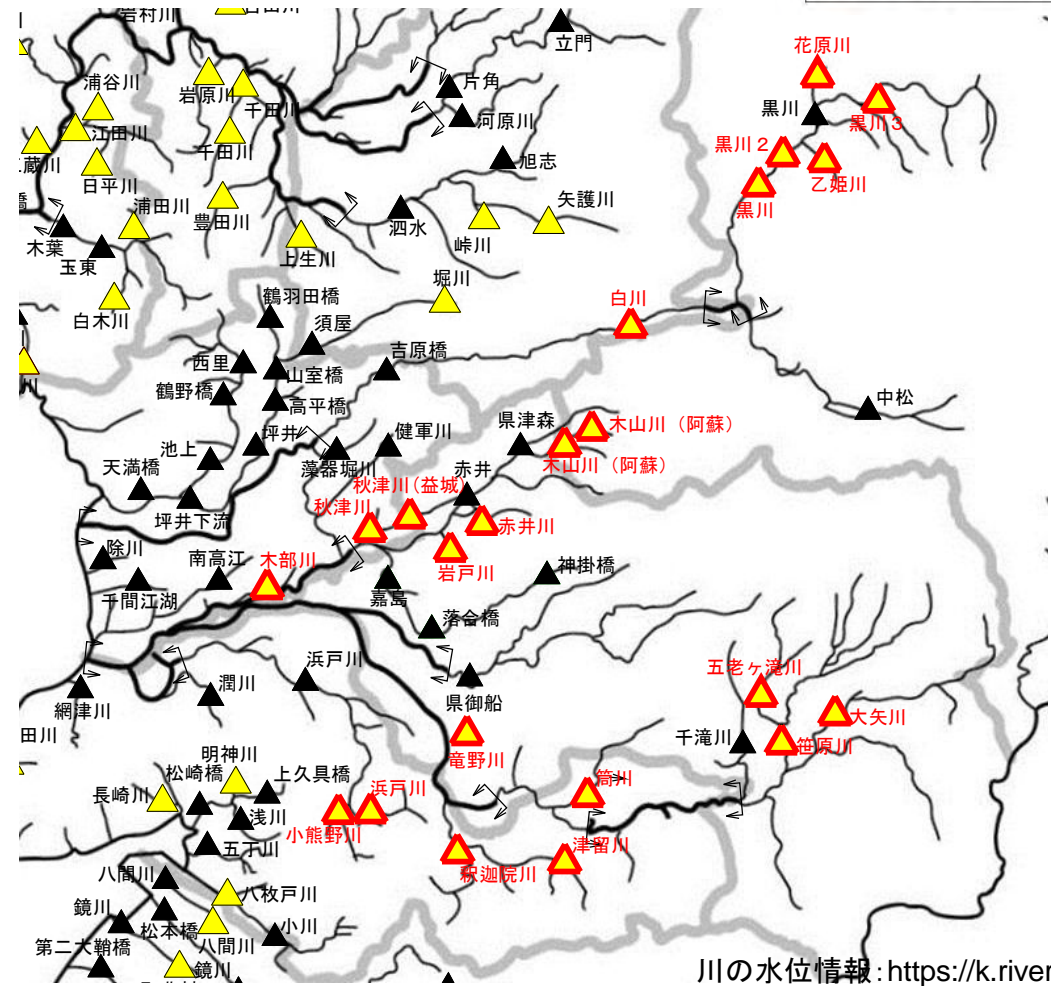 岩村川
合田川
立門
花原川
浦谷川
岩原川
千田川
片角
黒川
黒川３
江田川
河原川
千田川
黒川２
蔵川
日平川
旭志
乙姫川
黒川
橋
浦田川
豊田川
矢護川
木葉
泗水
峠川
玉東
上生川
堀川
白木川
鶴羽田橋
須屋
白川
西里
山室橋
吉原橋
川
鶴野橋
高平橋
中松
坪井
健軍川
県津森
木山川（阿蘇）
池上
藻器堀川
木山川（阿蘇）
天満橋
赤井
秋津川(益城)
秋津川
坪井下流
赤井川
除川
南高江
木部川
岩戸川
神掛橋
千間江湖
嘉島
落合橋
浜戸川
五老ヶ滝川
潤川
県御船
網津川
大矢川
田川
千滝川
笹原川
竜野川
明神川
松崎橋
上久具橋
筒川
長崎川
浜戸川
浅川
小熊野川
五丁川
津留川
釈迦院川
八間川
八枚戸川
鏡川
松本橋
小川
第二大鞘橋
八間川
鏡川
川の水位情報：https://k.river